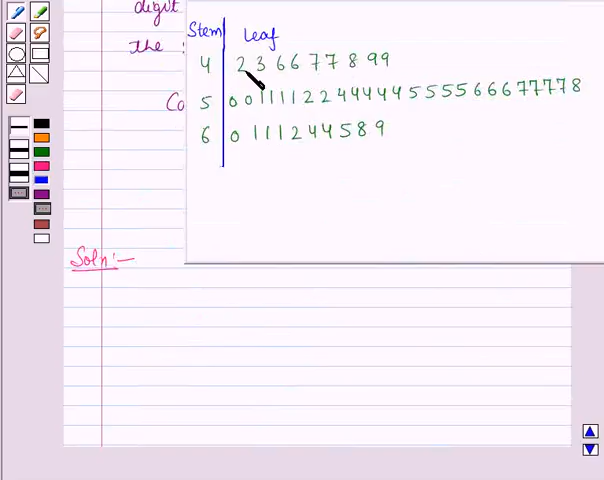 digit
the
Stem Leaf
4 2 3 6 6 7 7 8 9 9
5 0 0 1 1 1 1 2 2 4 4 4 4 4 5 5 5 5 6 6 6 7 7 7 7 8
6 0 1 1 1 2 4 4 5 8 9
Soln:-